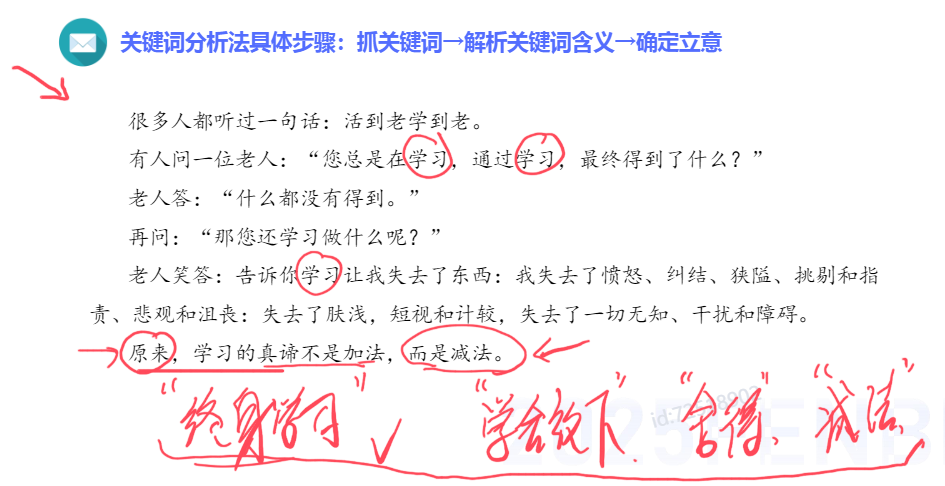 关键词分析法具体步骤：抓关键词→解析关键词含义→确定立意
很多人都听过一句话：活到老学到老。
有人问一位老人：“您总是在学习，通过学习，最终得到了什么？”
老人答：“什么都没有得到。”
再问：“那您还学习做什么呢？”
老人笑答：告诉你学习让我失去了东西：我失去了愤怒、纠结、狭隘、挑剔和指
责、悲观和沮丧：失去了肤浅，短视和计较，失去了一切无知、干扰和障碍。
原来，学习的真谛不是加法，而是减法。
“终身学习” “学会放下” “舍得” “减法”